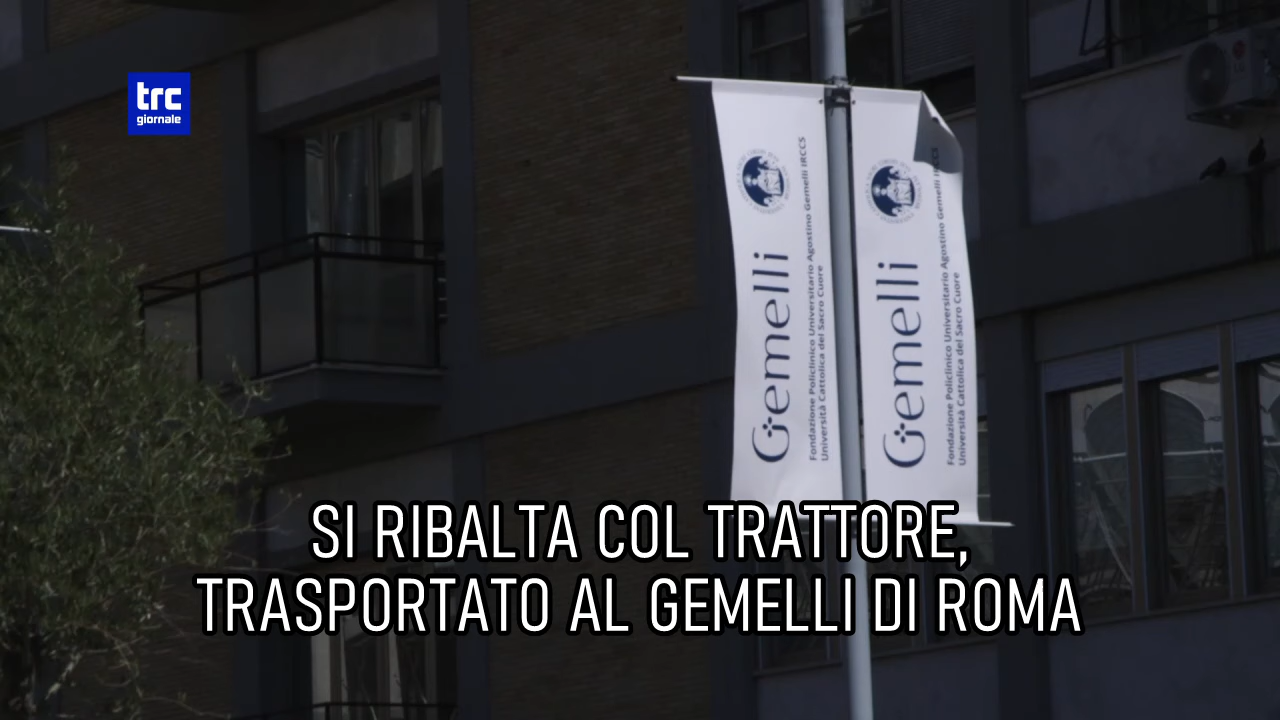 trc
giornale
Gemelli
Fondazione Policlinico Universitario Agostino Gemelli IRCCS
Università Cattolica del Sacro Cuore
Gemelli
Fondazione Policlinico Universitario Agostino Gemelli IRCCS
Università Cattolica del Sacro Cuore
SI RIBALTA COL TRATTORE,
TRASPORTATO AL GEMELLI DI ROMA